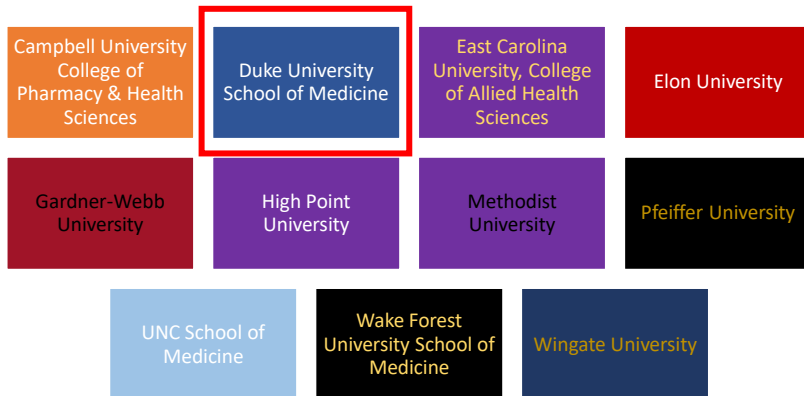 Campbell University
College of
Pharmacy & Health
Sciences
Duke University
School of Medicine
East Carolina
University, College
of Allied Health
Sciences
Elon University
Gardner-Webb
University
High Point
University
Methodist
University
Pfeiffer University
UNC School of
Medicine
Wake Forest
University School of
Medicine
Wingate University